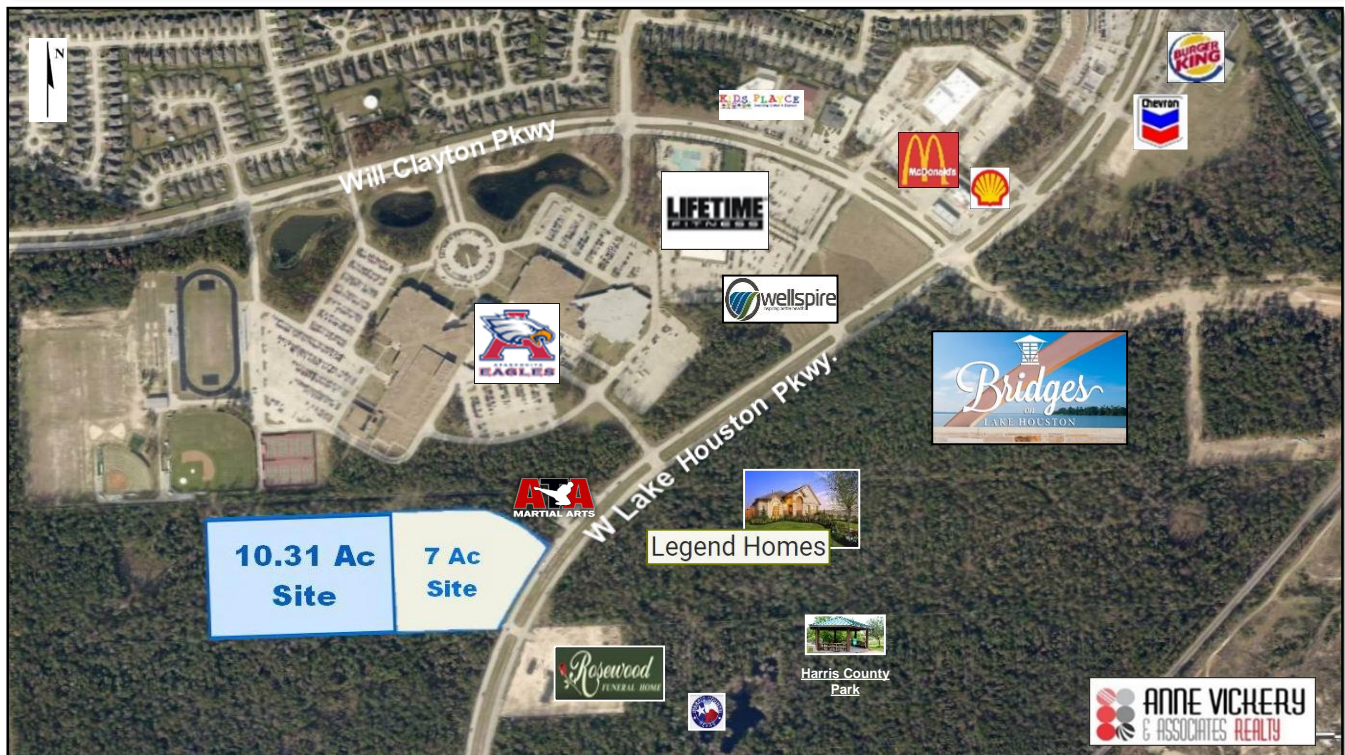 N
BURGER
KING
KiDS PLAYCE
Chevron
Will Clayton Pkwy
McDonald's
LIFETIME
FITNESS
wellspire
A
EAGLES
Bridges
on
LAKE HOUSTON
W Lake Houston Pkwy.
ATA
MARTIAL ARTS
Legend Homes
10.31 Ac
Site
7 Ac
Site
Rosewood
FUNERAL HOME
Harris County
Park
ANNE VICKERY
& ASSOCIATES REALTY